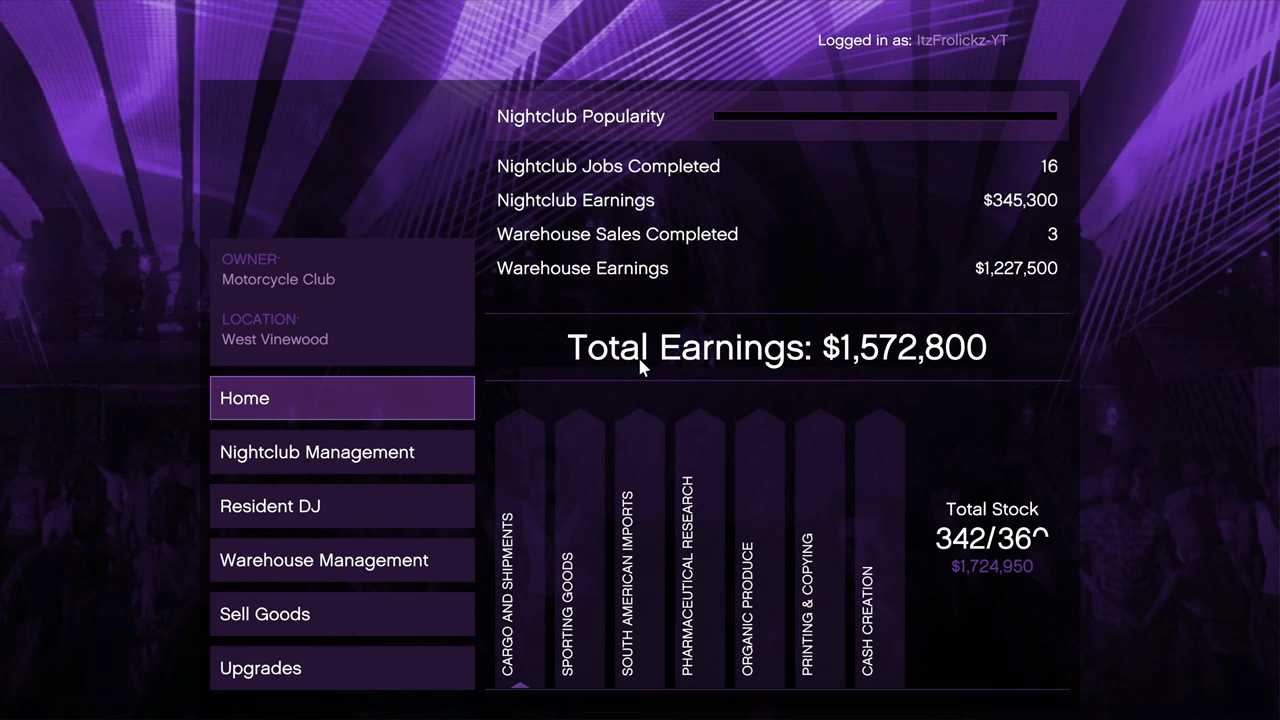 Logged in as: ItzFrolickz-YT
Nightclub Popularity
Nightclub Jobs Completed 16
Nightclub Earnings $345,300
Warehouse Sales Completed 3
Warehouse Earnings $1,227,500
OWNER:
Motorcycle Club
LOCATION:
West Vinewood
Total Earnings: $1,572,800
Home
Nightclub Management
Resident DJ
Warehouse Management
Sell Goods
Upgrades
CARGO AND SHIPMENTS
SPORTING GOODS
SOUTH AMERICAN IMPORTS
PHARMACEUTICAL RESEARCH
ORGANIC PRODUCE
PRINTING & COPYING
CASH CREATION
Total Stock
342/360
$1,724,950